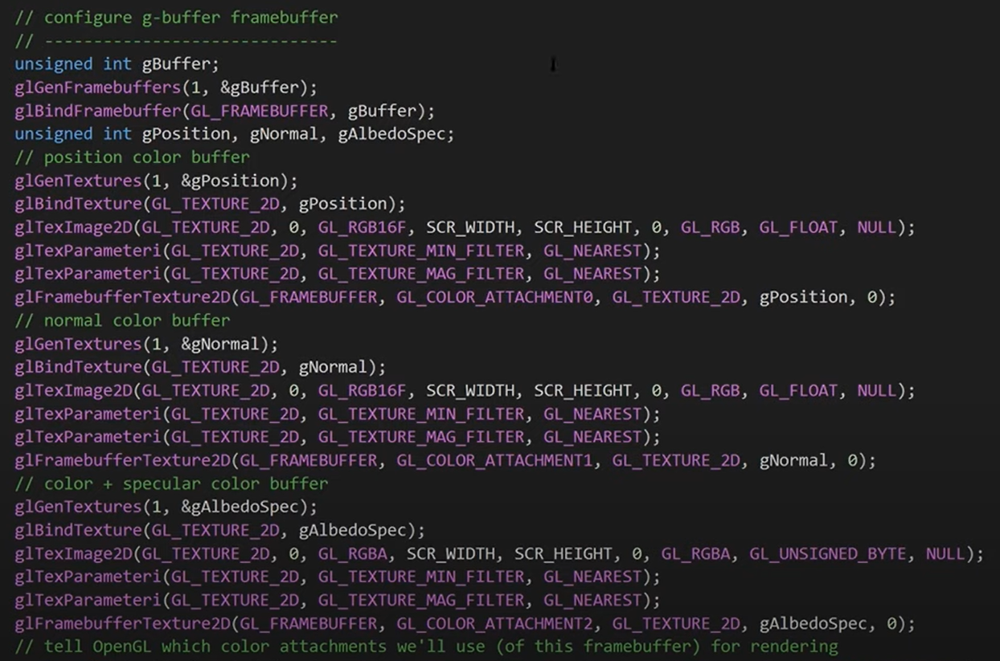 // configure g-buffer framebuffer
// ------------------------------
unsigned int gBuffer;
glGenFramebuffers(1, &gBuffer);
glBindFramebuffer(GL_FRAMEBUFFER, gBuffer);
unsigned int gPosition, gNormal, gAlbedoSpec;
// position color buffer
glGenTextures(1, &gPosition);
glBindTexture(GL_TEXTURE_2D, gPosition);
glTexImage2D(GL_TEXTURE_2D, 0, GL_RGB16F, SCR_WIDTH, SCR_HEIGHT, 0, GL_RGB, GL_FLOAT, NULL);
glTexParameteri(GL_TEXTURE_2D, GL_TEXTURE_MIN_FILTER, GL_NEAREST);
glTexParameteri(GL_TEXTURE_2D, GL_TEXTURE_MAG_FILTER, GL_NEAREST);
glFramebufferTexture2D(GL_FRAMEBUFFER, GL_COLOR_ATTACHMENT0, GL_TEXTURE_2D, gPosition, 0);
// normal color buffer
glGenTextures(1, &gNormal);
glBindTexture(GL_TEXTURE_2D, gNormal);
glTexImage2D(GL_TEXTURE_2D, 0, GL_RGB16F, SCR_WIDTH, SCR_HEIGHT, 0, GL_RGB, GL_FLOAT, NULL);
glTexParameteri(GL_TEXTURE_2D, GL_TEXTURE_MIN_FILTER, GL_NEAREST);
glTexParameteri(GL_TEXTURE_2D, GL_TEXTURE_MAG_FILTER, GL_NEAREST);
glFramebufferTexture2D(GL_FRAMEBUFFER, GL_COLOR_ATTACHMENT1, GL_TEXTURE_2D, gNormal, 0);
// color + specular color buffer
glGenTextures(1, &gAlbedoSpec);
glBindTexture(GL_TEXTURE_2D, gAlbedoSpec);
glTexImage2D(GL_TEXTURE_2D, 0, GL_RGBA, SCR_WIDTH, SCR_HEIGHT, 0, GL_RGBA, GL_UNSIGNED_BYTE, NULL);
glTexParameteri(GL_TEXTURE_2D, GL_TEXTURE_MIN_FILTER, GL_NEAREST);
glTexParameteri(GL_TEXTURE_2D, GL_TEXTURE_MAG_FILTER, GL_NEAREST);
glFramebufferTexture2D(GL_FRAMEBUFFER, GL_COLOR_ATTACHMENT2, GL_TEXTURE_2D, gAlbedoSpec, 0);
// tell OpenGL which color attachments we'll use (of this framebuffer) for rendering